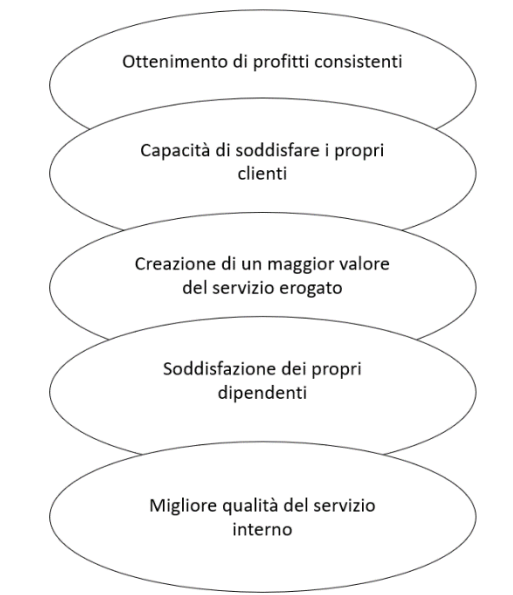 Ottenimento di profitti consistenti
Capacità di soddisfare i propri
clienti
Creazione di un maggior valore
del servizio erogato
Soddisfazione dei propri
dipendenti
Migliore qualità del servizio
interno